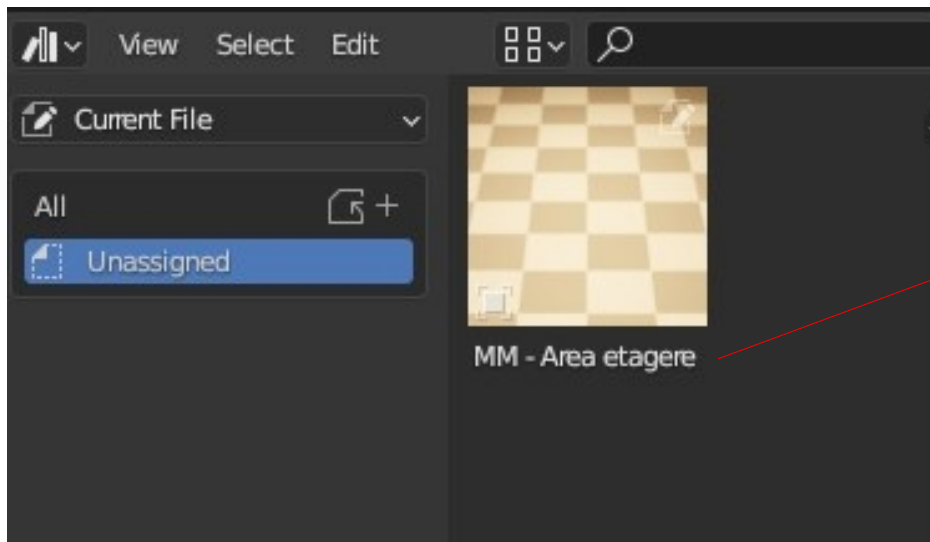 View Select Edit
Current File
All
Unassigned
MM - Area etagere